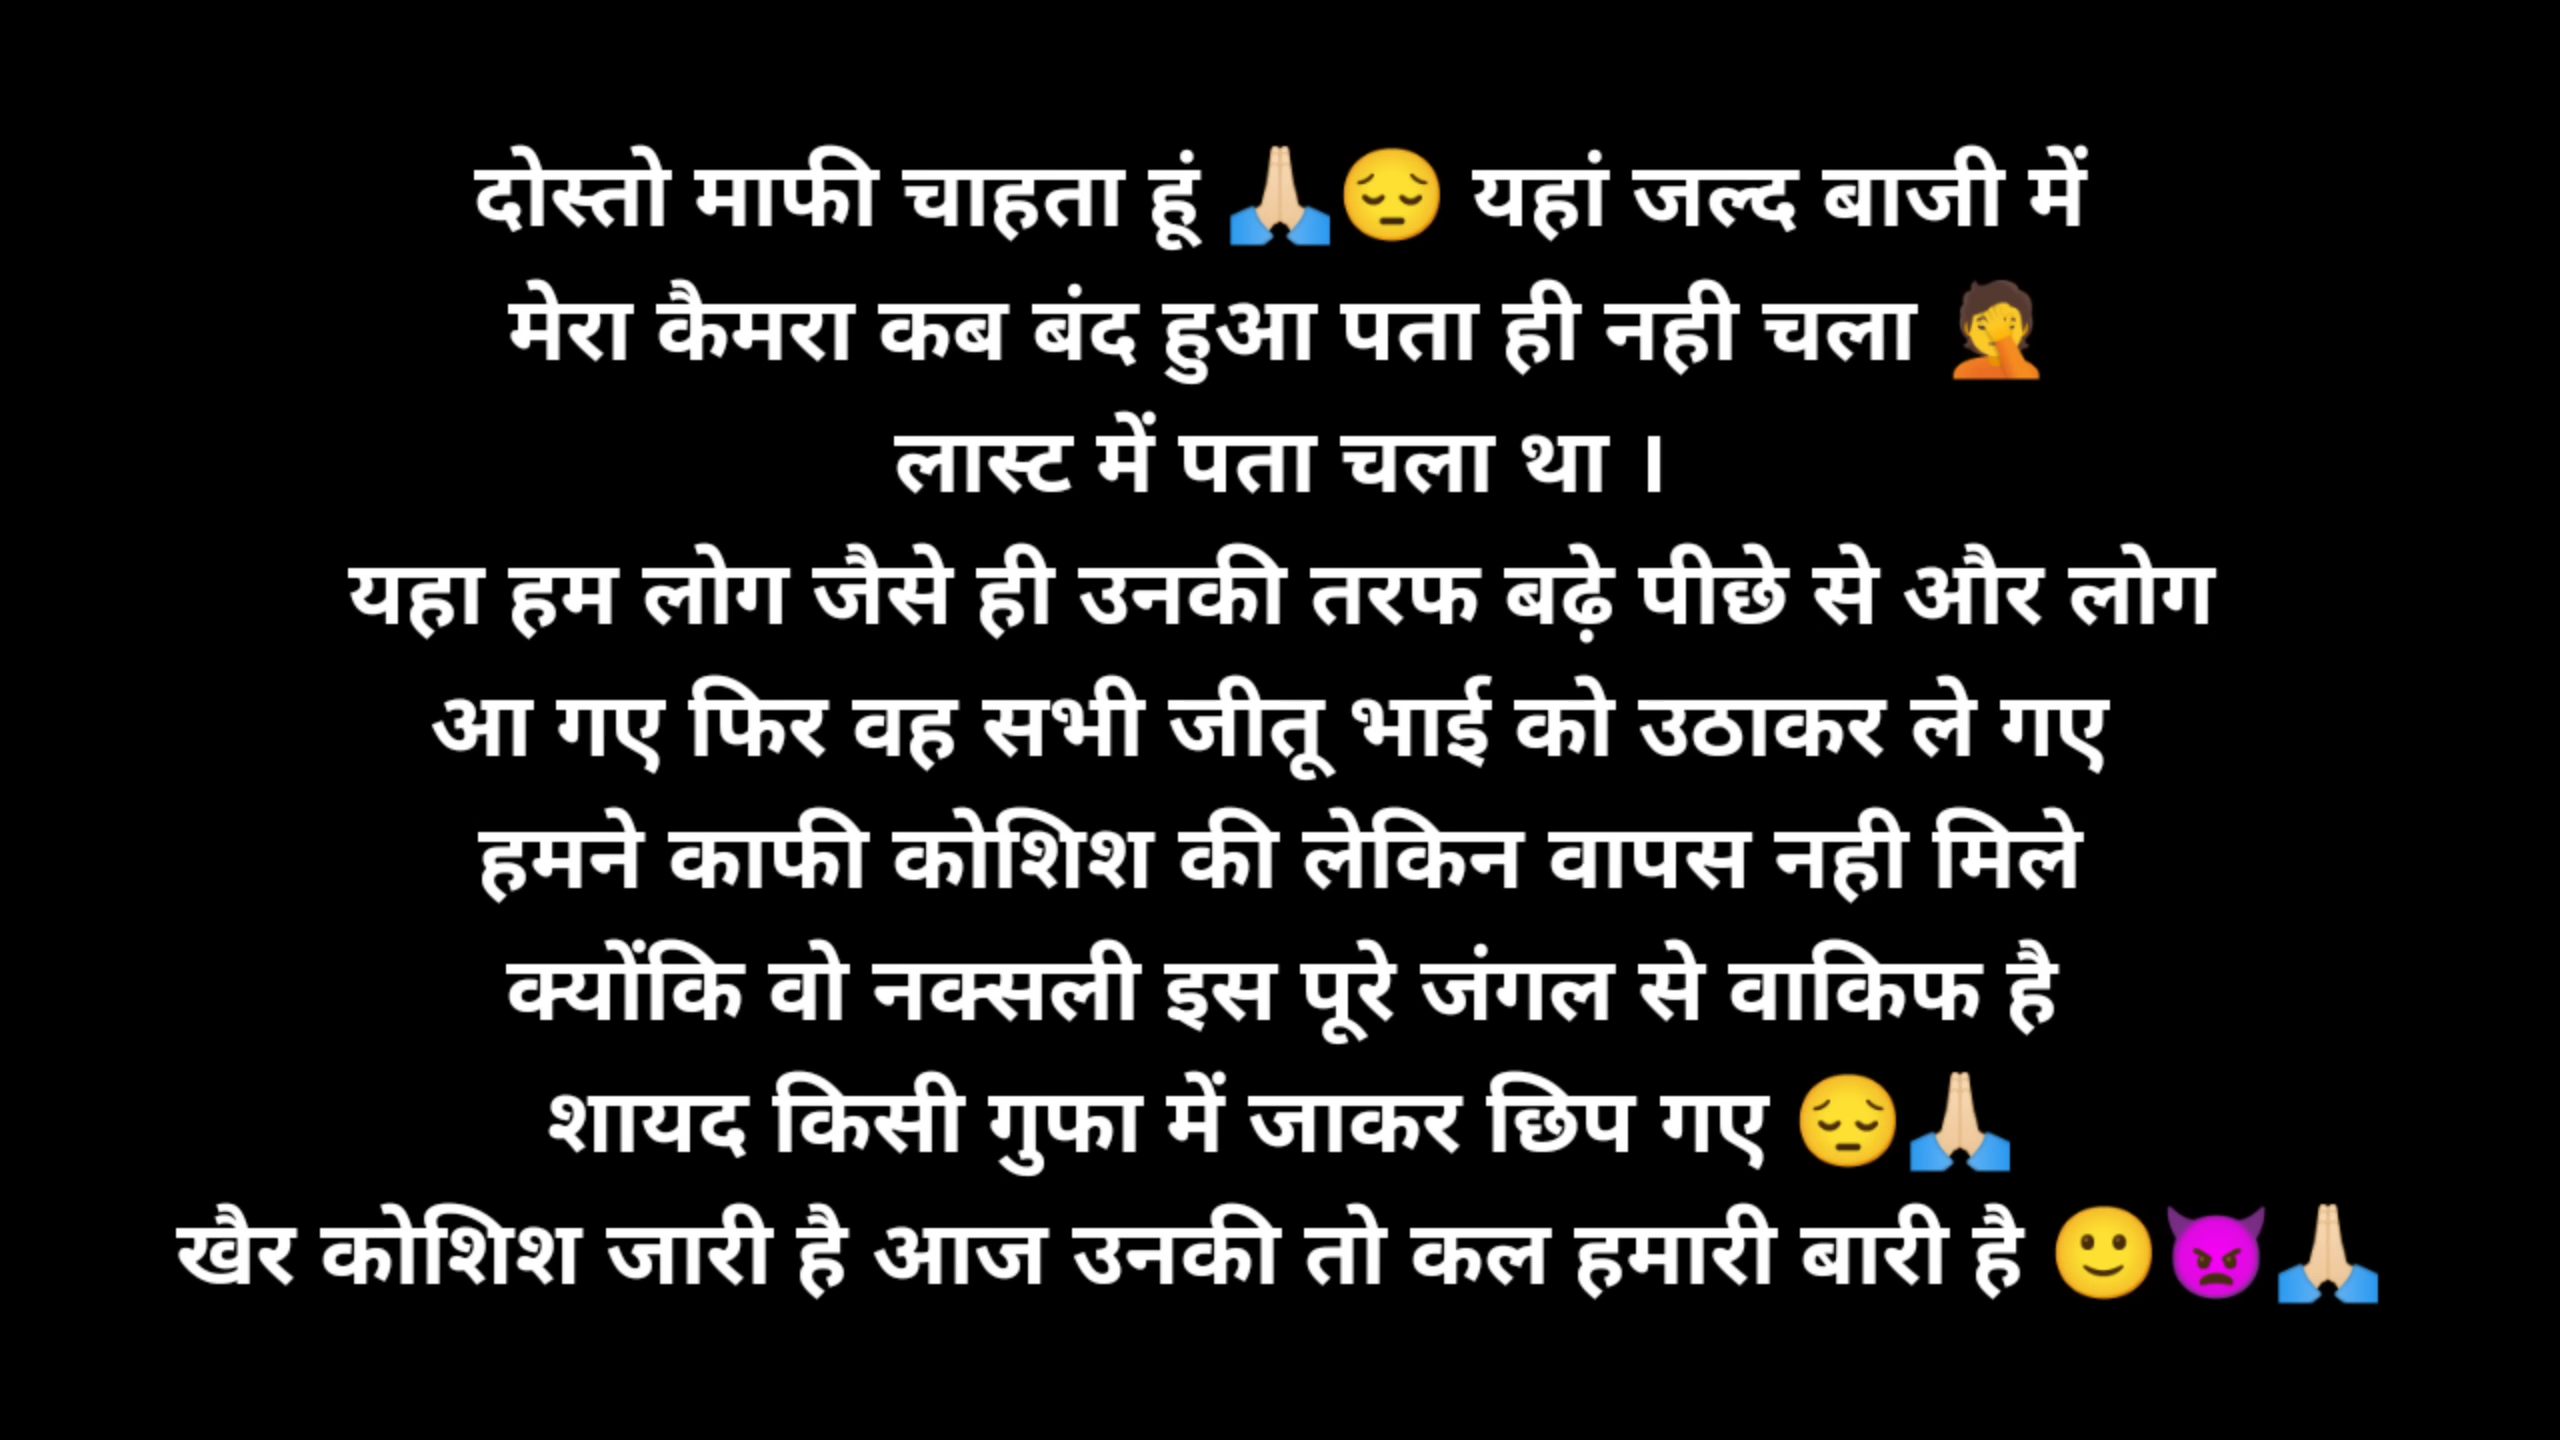 दोस्तो माफी चाहता हूं 🙏🏻😔 यहां जल्द बाजी में
मेरा कैमरा कब बंद हुआ पता ही नही चला 🤦
लास्ट में पता चला था ।
यहा हम लोग जैसे ही उनकी तरफ बढ़े पीछे से और लोग
आ गए फिर वह सभी जीतू भाई को उठाकर ले गए
हमने काफी कोशिश की लेकिन वापस नही मिले
क्योंकि वो नक्सली इस पूरे जंगल से वाकिफ है
शायद किसी गुफा में जाकर छिप गए 😔🙏🏻
खैर कोशिश जारी है आज उनकी तो कल हमारी बारी है 🙂👿🙏🏻